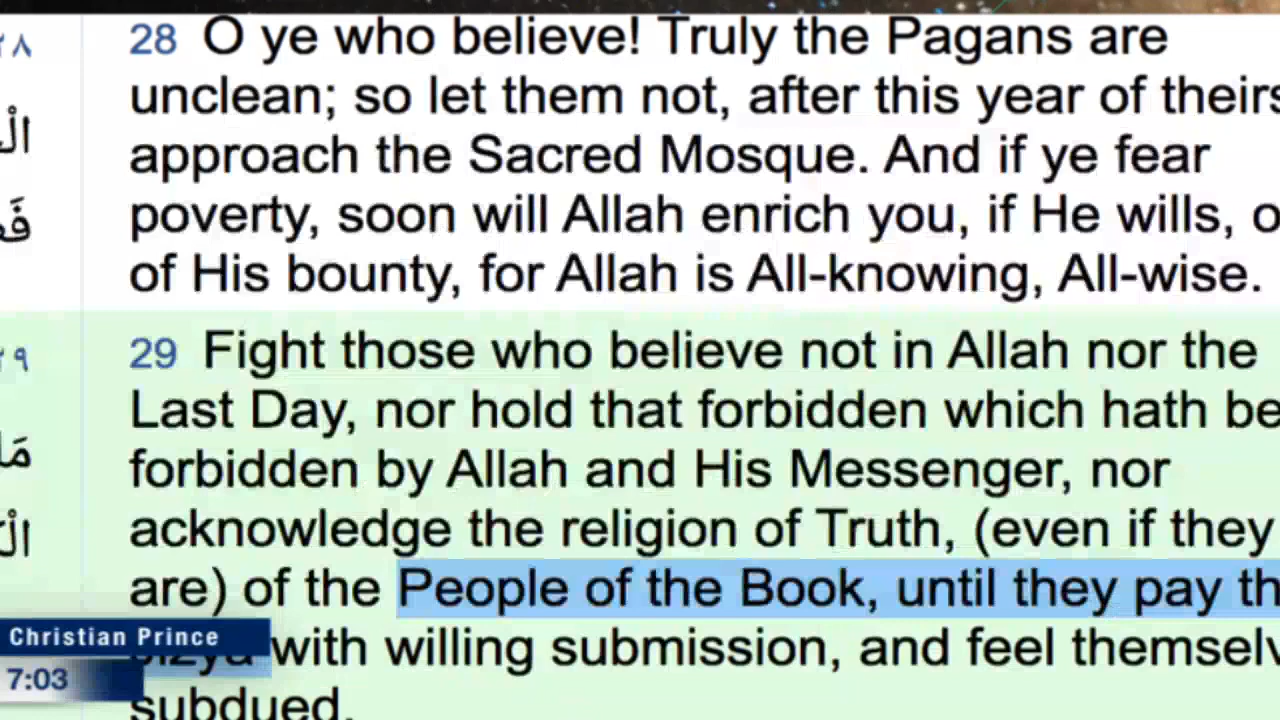 28 O ye who believe! Truly the Pagans are
unclean; so let them not, after this year of theirs
approach the Sacred Mosque. And if ye fear
poverty, soon will Allah enrich you, if He wills, o
of His bounty, for Allah is All-knowing, All-wise.
29 Fight those who believe not in Allah nor the
Last Day, nor hold that forbidden which hath be
forbidden by Allah and His Messenger, nor
acknowledge the religion of Truth, (even if they
are) of the People of the Book, until they pay th
Christian Prince
with willing submission, and feel themselv
7:03
subdued.